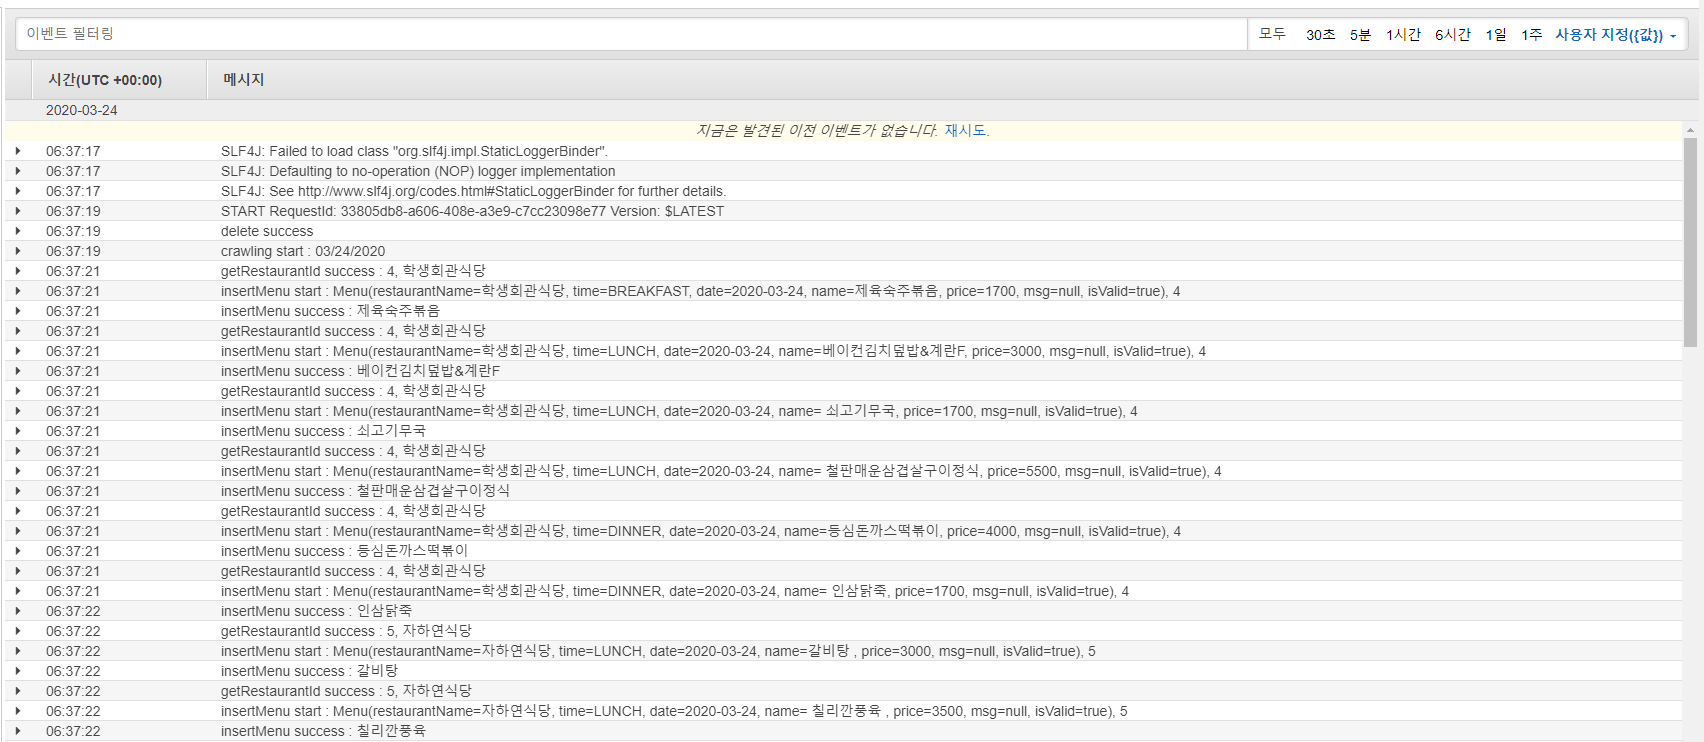 이벤트 필터링 모두 30초 5분 1시간 6시간 1일 1주 사용자 지정({값})
시간(UTC +00:00) 메시지
2020-03-24
지금은 발견된 이전 이벤트가 없습니다. 재시도.
06:37:17 SLF4J: Failed to load class "org.slf4j.impl.StaticLoggerBinder".
06:37:17 SLF4J: Defaulting to no-operation (NOP) logger implementation
06:37:17 SLF4J: See http://www.slf4j.org/codes.html#StaticLoggerBinder for further details.
06:37:19 START RequestId: 33805db8-a606-408e-a3e9-c7cc23098e77 Version: $LATEST
06:37:19 delete success
06:37:19 crawling start : 03/24/2020
06:37:21 getRestaurantId success : 4, 학생회관식당
06:37:21 insertMenu start : Menu(restaurantName=학생회관식당, time=BREAKFAST, date=2020-03-24, name=제육숙주볶음, price=1700, msg=null, isValid=true), 4
06:37:21 insertMenu success : 제육숙주볶음
06:37:21 getRestaurantId success : 4, 학생회관식당
06:37:21 insertMenu start : Menu(restaurantName=학생회관식당, time=LUNCH, date=2020-03-24, name=베이컨김치덮밥&계란F, price=3000, msg=null, isValid=true), 4
06:37:21 insertMenu success : 베이컨김치덮밥&계란F
06:37:21 getRestaurantId success : 4, 학생회관식당
06:37:21 insertMenu start : Menu(restaurantName=학생회관식당, time=LUNCH, date=2020-03-24, name= 쇠고기무국, price=1700, msg=null, isValid=true), 4
06:37:21 insertMenu success : 쇠고기무국
06:37:21 getRestaurantId success : 4, 학생회관식당
06:37:21 insertMenu start : Menu(restaurantName=학생회관식당, time=LUNCH, date=2020-03-24, name= 철판매운삼겹살구이정식, price=5500, msg=null, isValid=true), 4
06:37:21 insertMenu success : 철판매운삼겹살구이정식
06:37:21 getRestaurantId success : 4, 학생회관식당
06:37:21 insertMenu start : Menu(restaurantName=학생회관식당, time=DINNER, date=2020-03-24, name=등심돈까스떡볶이, price=4000, msg=null, isValid=true), 4
06:37:21 insertMenu success : 등심돈까스떡볶이
06:37:21 getRestaurantId success : 4, 학생회관식당
06:37:21 insertMenu start : Menu(restaurantName=학생회관식당, time=DINNER, date=2020-03-24, name= 인삼닭죽, price=1700, msg=null, isValid=true), 4
06:37:22 insertMenu success : 인삼닭죽
06:37:22 getRestaurantId success : 5, 자하연식당
06:37:22 insertMenu start : Menu(restaurantName=자하연식당, time=LUNCH, date=2020-03-24, name=갈비탕 , price=3000, msg=null, isValid=true), 5
06:37:22 insertMenu success : 갈비탕
06:37:22 getRestaurantId success : 5, 자하연식당
06:37:22 insertMenu start : Menu(restaurantName=자하연식당, time=LUNCH, date=2020-03-24, name= 칠리깐풍육 , price=3500, msg=null, isValid=true), 5
06:37:22 insertMenu success : 칠리깐풍육